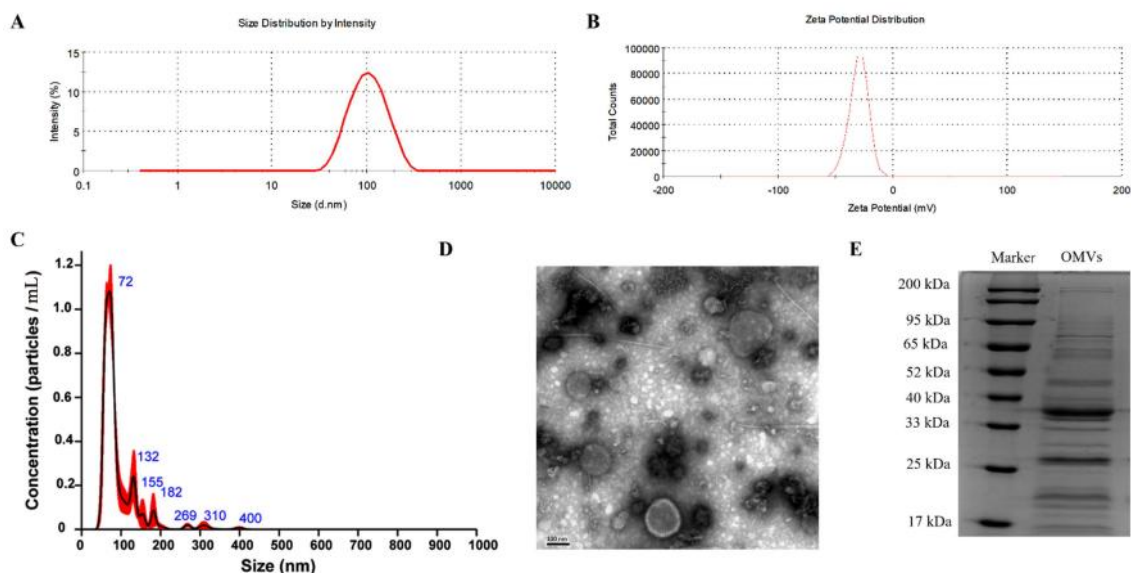 A
Size Distribution by Intensity
Intensity (%)
15
10
5
0
0.1 1 10 100 1000 10000
Size (d.nm)
B
Zeta Potential Distribution
Total Counts
100000
80000
60000
40000
20000
0
-200 -100 0 100 200
Zeta Potential (mV)
C
Concentration (particles / mL)
1.2
1.0
0.8
0.6
0.4
0.2
0
72
132
155
182
269 310 400
0 100 200 300 400 500 600 700 800 900 1000
Size (nm)
D
100 nm
E
Marker OMVs
200 kDa
95 kDa
65 kDa
52 kDa
40 kDa
33 kDa
25 kDa
17 kDa